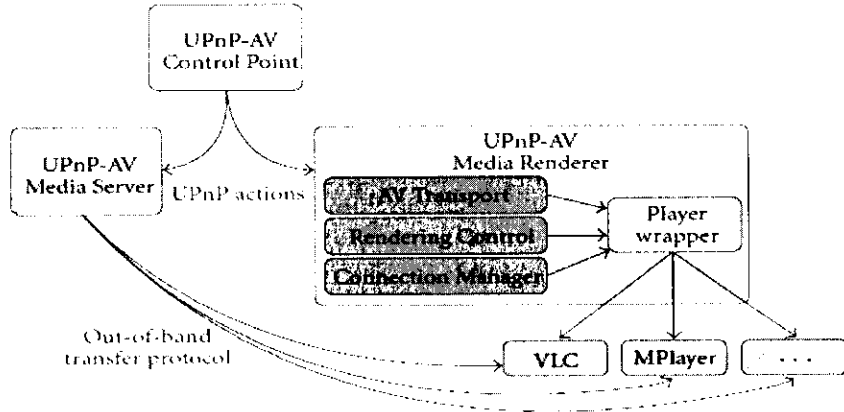 UPnP-AV
Control Point
UPnP-AV
Media Server
UPnP actions
UPnP-AV
Media Renderer
AV Transport
Rendering Control
Connection Manager
Player
wrapper
Out-of-band
transfer protocol
VLC
MPlayer
. . .